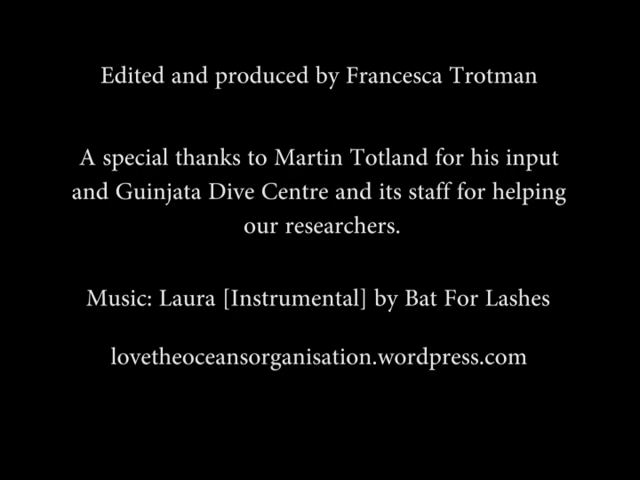 Edited and produced by Francesca Trotman
A special thanks to Martin Totland for his input
and Guinjata Dive Centre and its staff for helping
our researchers.
Music: Laura [Instrumental] by Bat For Lashes
lovetheoceansorganisation.wordpress.com